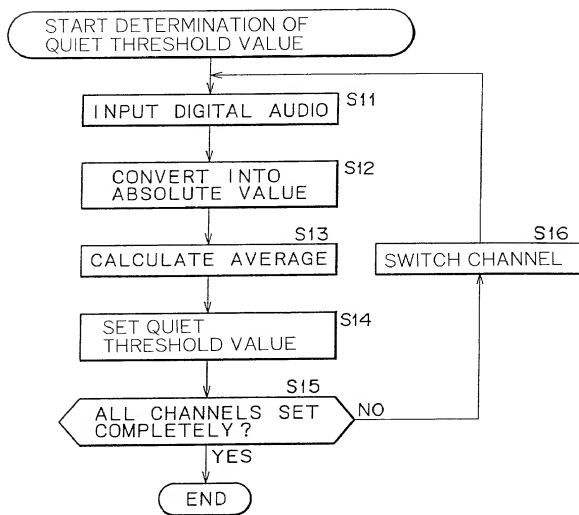 START DETERMINATION OF
QUIET THRESHOLD VALUE
S11
INPUT DIGITAL AUDIO
S12
CONVERT INTO
ABSOLUTE VALUE
S13
CALCULATE AVERAGE
S16
SWITCH CHANNEL
S14
SET QUIET
THRESHOLD VALUE
S15
ALL CHANNELS SET
COMPLETELY?
NO
YES
END